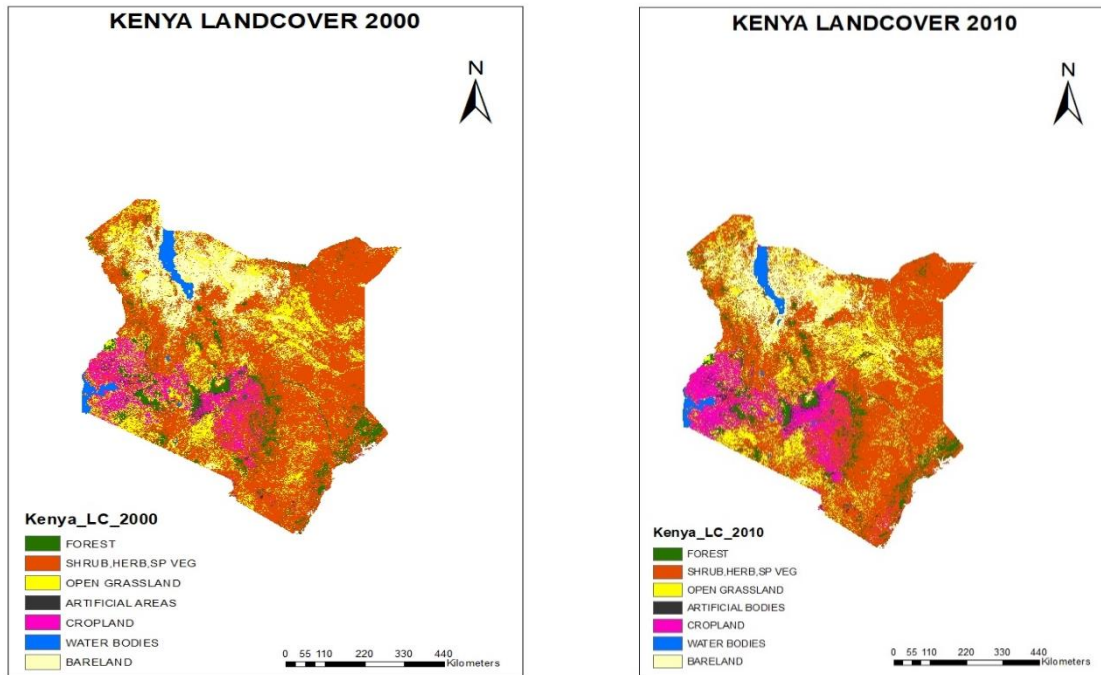 KENYA LANDCOVER 2000
N
Kenya_LC_2000
FOREST
SHRUB,HERB,SP VEG
OPEN GRASSLAND
ARTIFICIAL AREAS
CROPLAND
WATER BODIES
BARELAND
0 55 110 220 330 440
Kilometers
KENYA LANDCOVER 2010
N
Kenya_LC_2010
FOREST
SHRUB,HERB,SP VEG
OPEN GRASSLAND
ARTIFICIAL BODIES
CROPLAND
WATER BODIES
BARELAND
0 55 110 220 330 440
Kilometers